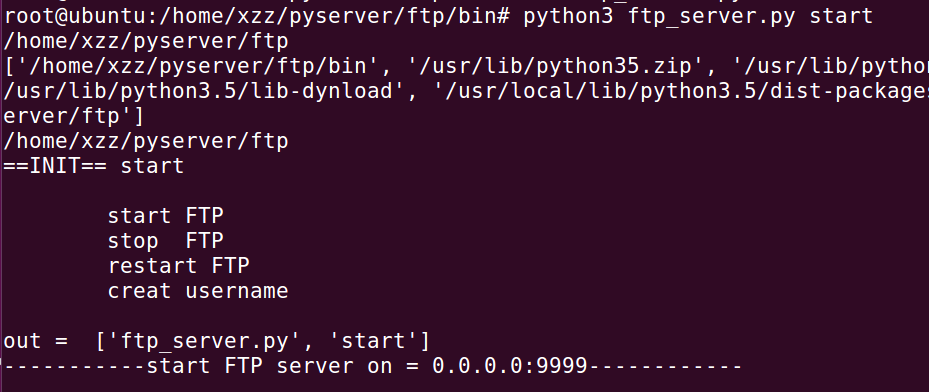 root@ubuntu:/home/xzz/pyserver/ftp/bin# python3 ftp_server.py start
/home/xzz/pyserver/ftp
['/home/xzz/pyserver/ftp/bin', '/usr/lib/python35.zip', '/usr/lib/pytho
/usr/lib/python3.5/lib-dynload', '/usr/local/lib/python3.5/dist-package
erver/ftp']
/home/xzz/pyserver/ftp
==INIT== start
start FTP
stop  FTP
restart FTP
creat username
out =  ['ftp_server.py', 'start']
-----------start FTP server on = 0.0.0.0:9999------------